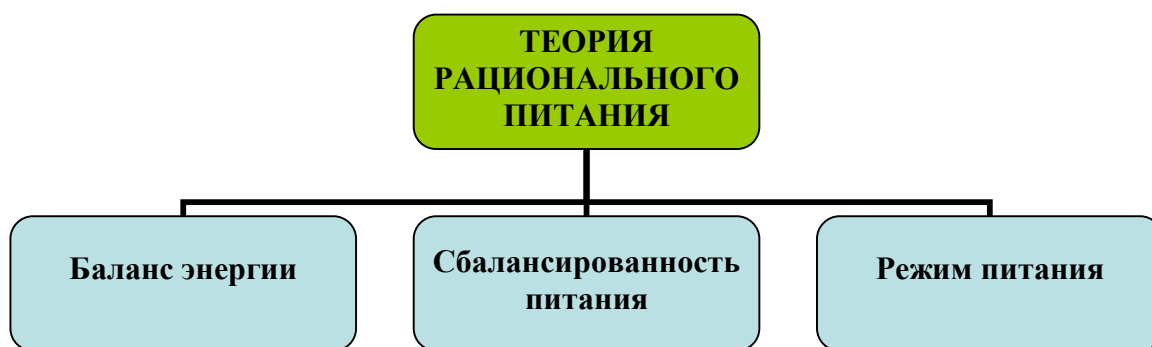 ТЕОРИЯ
РАЦИОНАЛЬНОГО
ПИТАНИЯ
Баланс энергии
Сбалансированность
питания
Режим питания